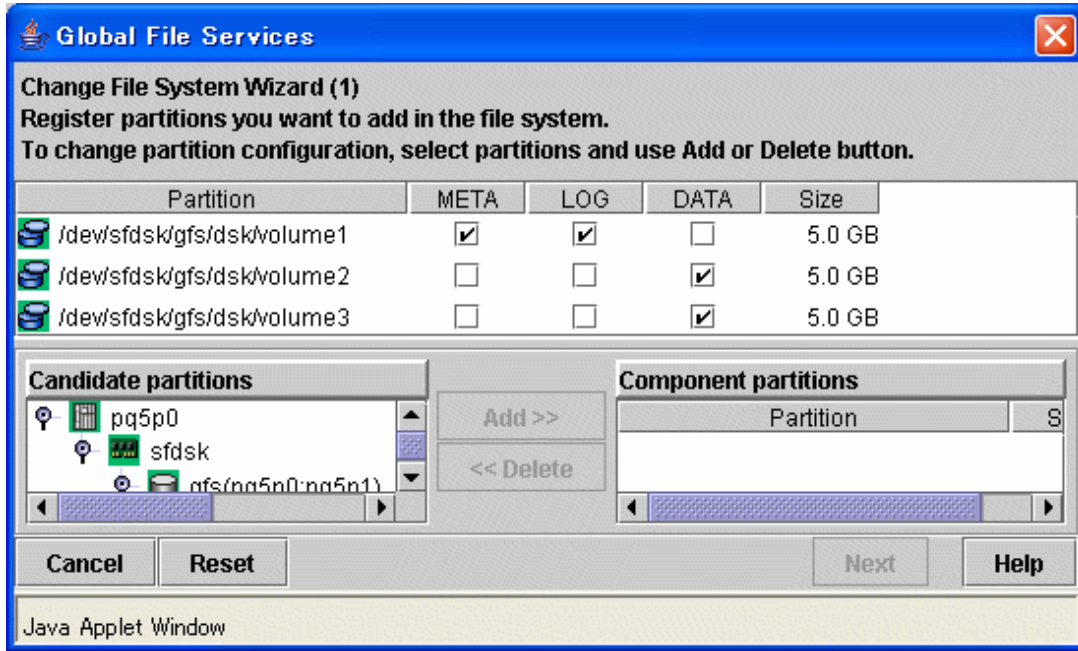 Global File Services
Change File System Wizard (1)
Register partitions you want to add in the file system.
To change partition configuration, select partitions and use Add or Delete button.
Partition META LOG DATA Size
/dev/sfdsk/gfs/dsk/volume1 5.0 GB
/dev/sfdsk/gfs/dsk/volume2 5.0 GB
/dev/sfdsk/gfs/dsk/volume3 5.0 GB
Candidate partitions
pq5p0
sfdsk
gfs(pq5p0:pq5p1)
Add >>
<< Delete
Component partitions
Partition S
Cancel Reset Next Help
Java Applet Window